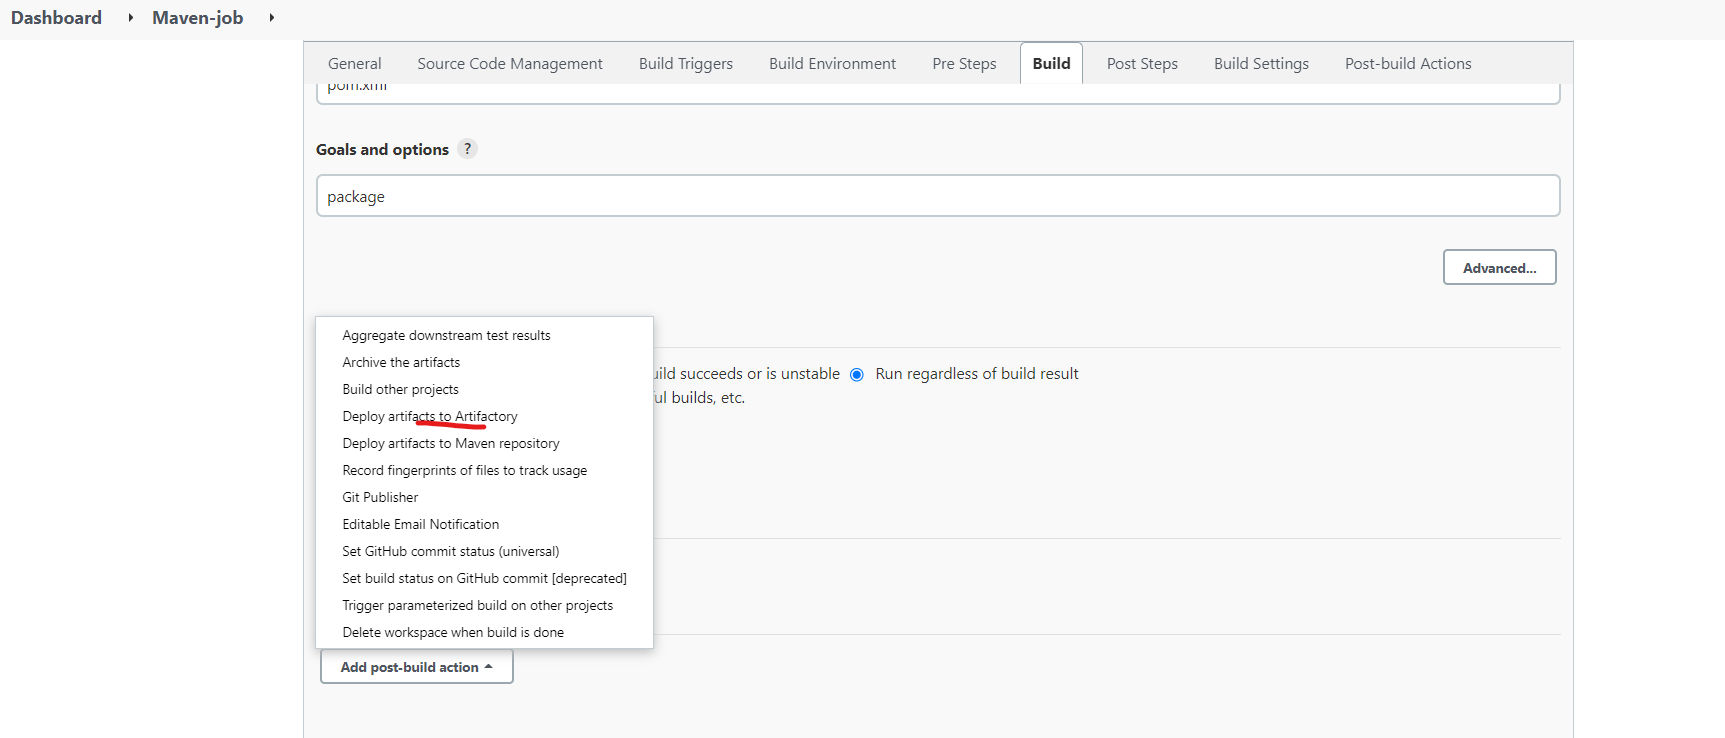 Dashboard Maven-job
General Source Code Management Build Triggers Build Environment Pre Steps Build Post Steps Build Settings Post-build Actions
pom.xml
Goals and options ?
package
Advanced...
Aggregate downstream test results
Archive the artifacts
uild succeeds or is unstable Run regardless of build result
Build other projects
ful builds, etc.
Deploy artifacts to Artifactory
Deploy artifacts to Maven repository
Record fingerprints of files to track usage
Git Publisher
Editable Email Notification
Set GitHub commit status (universal)
Set build status on GitHub commit [deprecated]
Trigger parameterized build on other projects
Delete workspace when build is done
Add post-build action